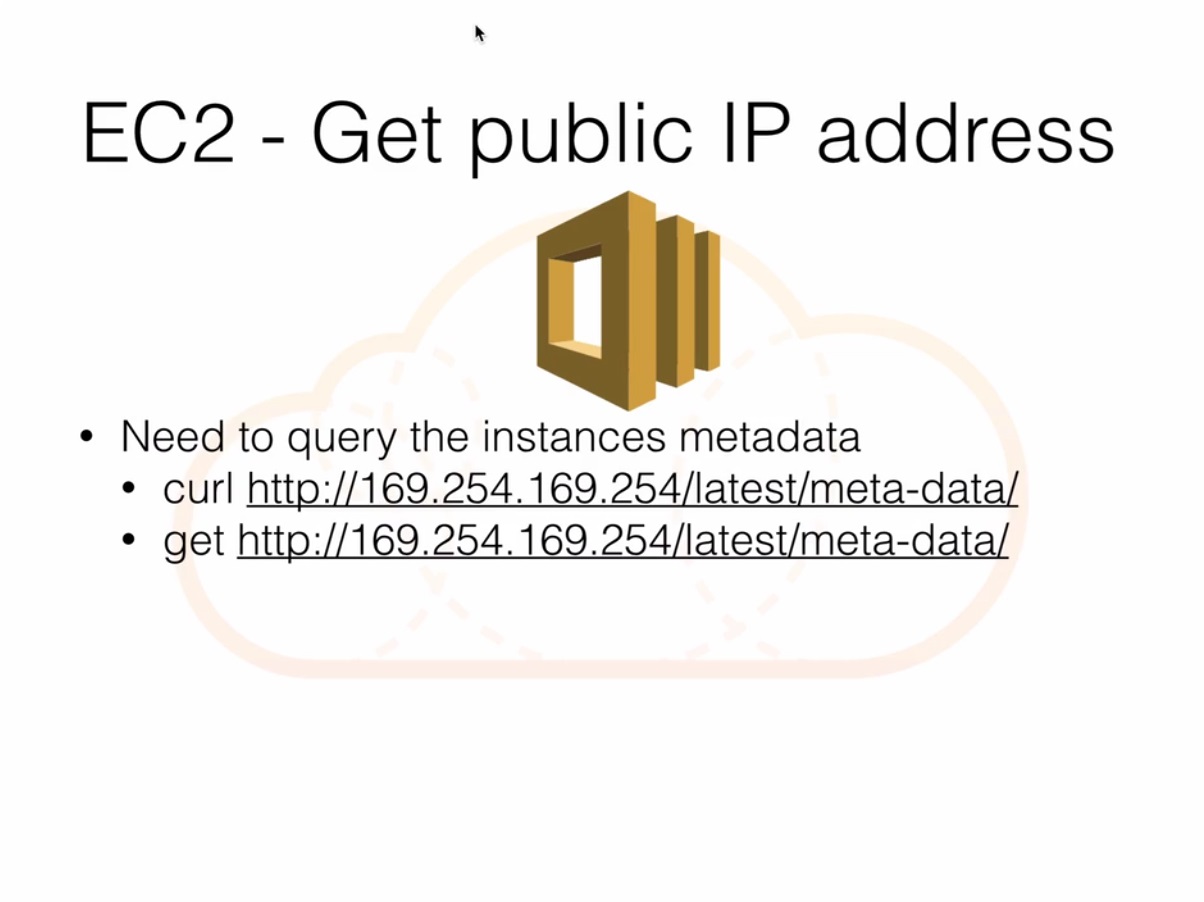 EC2 - Get public IP address
• Need to query the instances metadata
• curl http://169.254.169.254/latest/meta-data/
• get http://169.254.169.254/latest/meta-data/